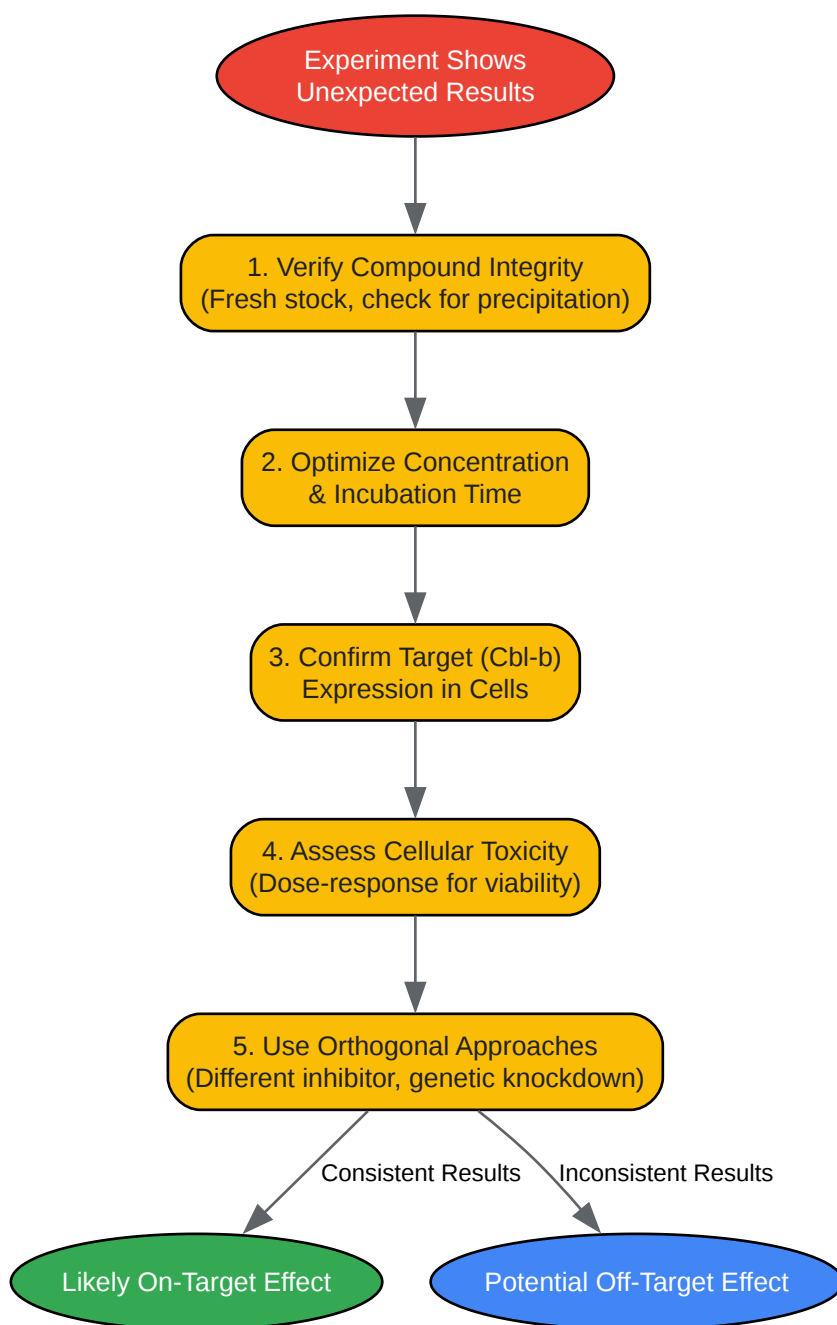 Experiment Shows
Unexpected Results
1. Verify Compound Integrity
(Fresh stock, check for precipitation)
2. Optimize Concentration
& Incubation Time
3. Confirm Target (Cbl-b)
Expression in Cells
4. Assess Cellular Toxicity
(Dose-response for viability)
5. Use Orthogonal Approaches
(Different inhibitor, genetic knockdown)
Consistent Results
Inconsistent Results
Likely On-Target Effect
Potential Off-Target Effect